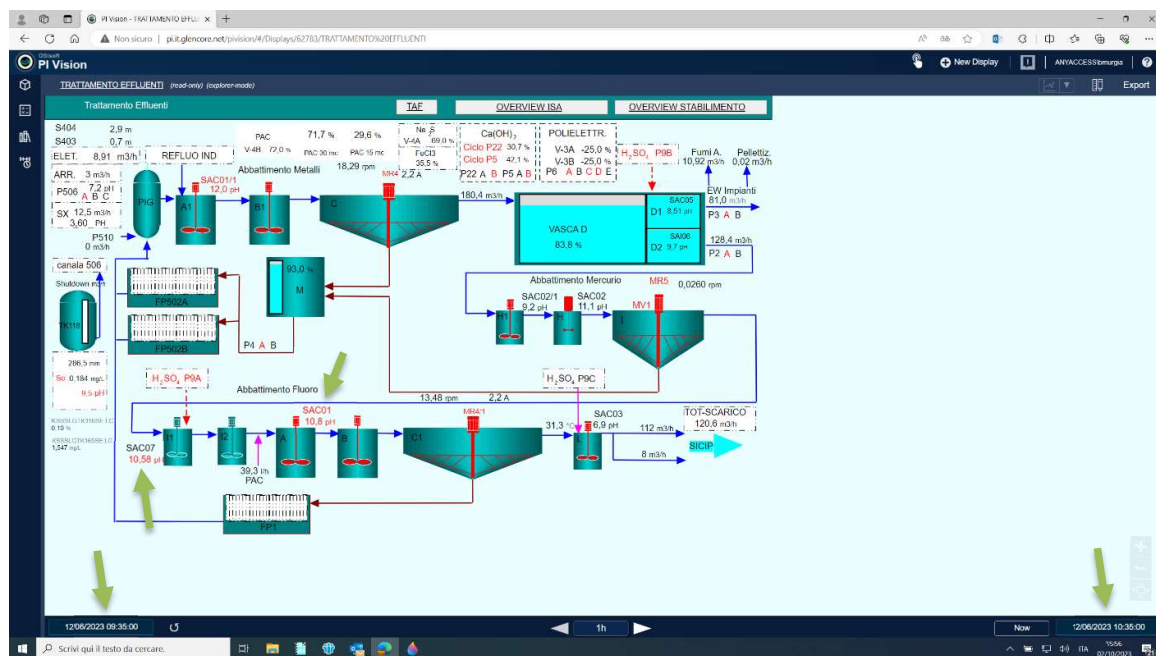 PI Vision - TRATTAMENTO EFFLU
Non sicuro | pi.it.glencore.net/pivision/#/Displays/62783/TRATTAMENTO%20EFFLUENTI
OSIsoft
PI Vision
New Display
ANYACCESS\bmurgia
TRATTAMENTO EFFLUENTI (read-only) (explorer-mode)
Export
Trattamento Effluenti
TAF
OVERVIEW ISA
OVERVIEW STABILIMENTO
S404 2,9 m
S403 0,7 m
ELET. 8,91 m³/h
REFLUO IND
ARR. 3 m3/h
P506 7,2 pH
A B C
SX 12,5 m3/h
3,60 PH
P510
0 m3/h
canala 506
Shutdown
TK116
286,5 mm
So 0,184 mg/L
9,5 pH
0,10 %
1,547 mg/L
PAC 71,7 % 29,6 %
V-4B 72,0 % PAC 30 mc PAC 15 mc
Na₂S
V-4A 69,0 %
FeCl3
35,5 %
Ca(OH)₂
Ciclo P22 30,7 %
Ciclo P5 42,1 %
P22 A B P5 A B
POLIELETTR.
V-3A -25,0 %
V-3B -25,0 %
P6 A B C D E
H₂SO₄ P9B
Fumi A.
10,92 m3/h
Pellettiz.
0,02 m3/h
EW Impianti
81,0 m3/h
P3 A B
128,4 m3/h
P2 A B
Abbattimento Metalli
18,29 rpm
MR4
2,2 A
SAC01/1
12,0 pH
PIG
A1
B1
C
180,4 m3/h
VASCA D
83,8 %
SAC05
D1 8,51 pH
SAI06
D2 9,7 pH
93,0 %
M
FP502A
FP502B
P4 A B
Abbattimento Mercurio
MR5
0,0260 rpm
SAC02/1
9,2 pH
SAC02
11,1 pH
MV1
H1
H
I
H₂SO₄ P9A
Abbattimento Fluoro
13,48 rpm
2,2 A
H₂SO₄ P9C
SAC01
10,8 pH
MR4/1
SAC07
10,58 pH
I1
I2
A
B
C1
39,3 l/h
PAC
31,3 °C
SAC03
6,9 pH
L
112 m3/h
8 m3/h
TOT-SCARICO
120,6 m3/h
SICIP
FP1
12/06/2023 09:35:00
1h
Now
12/06/2023 10:35:00
Scrivi qui il testo da cercare.
ITA
15:56
02/10/2023